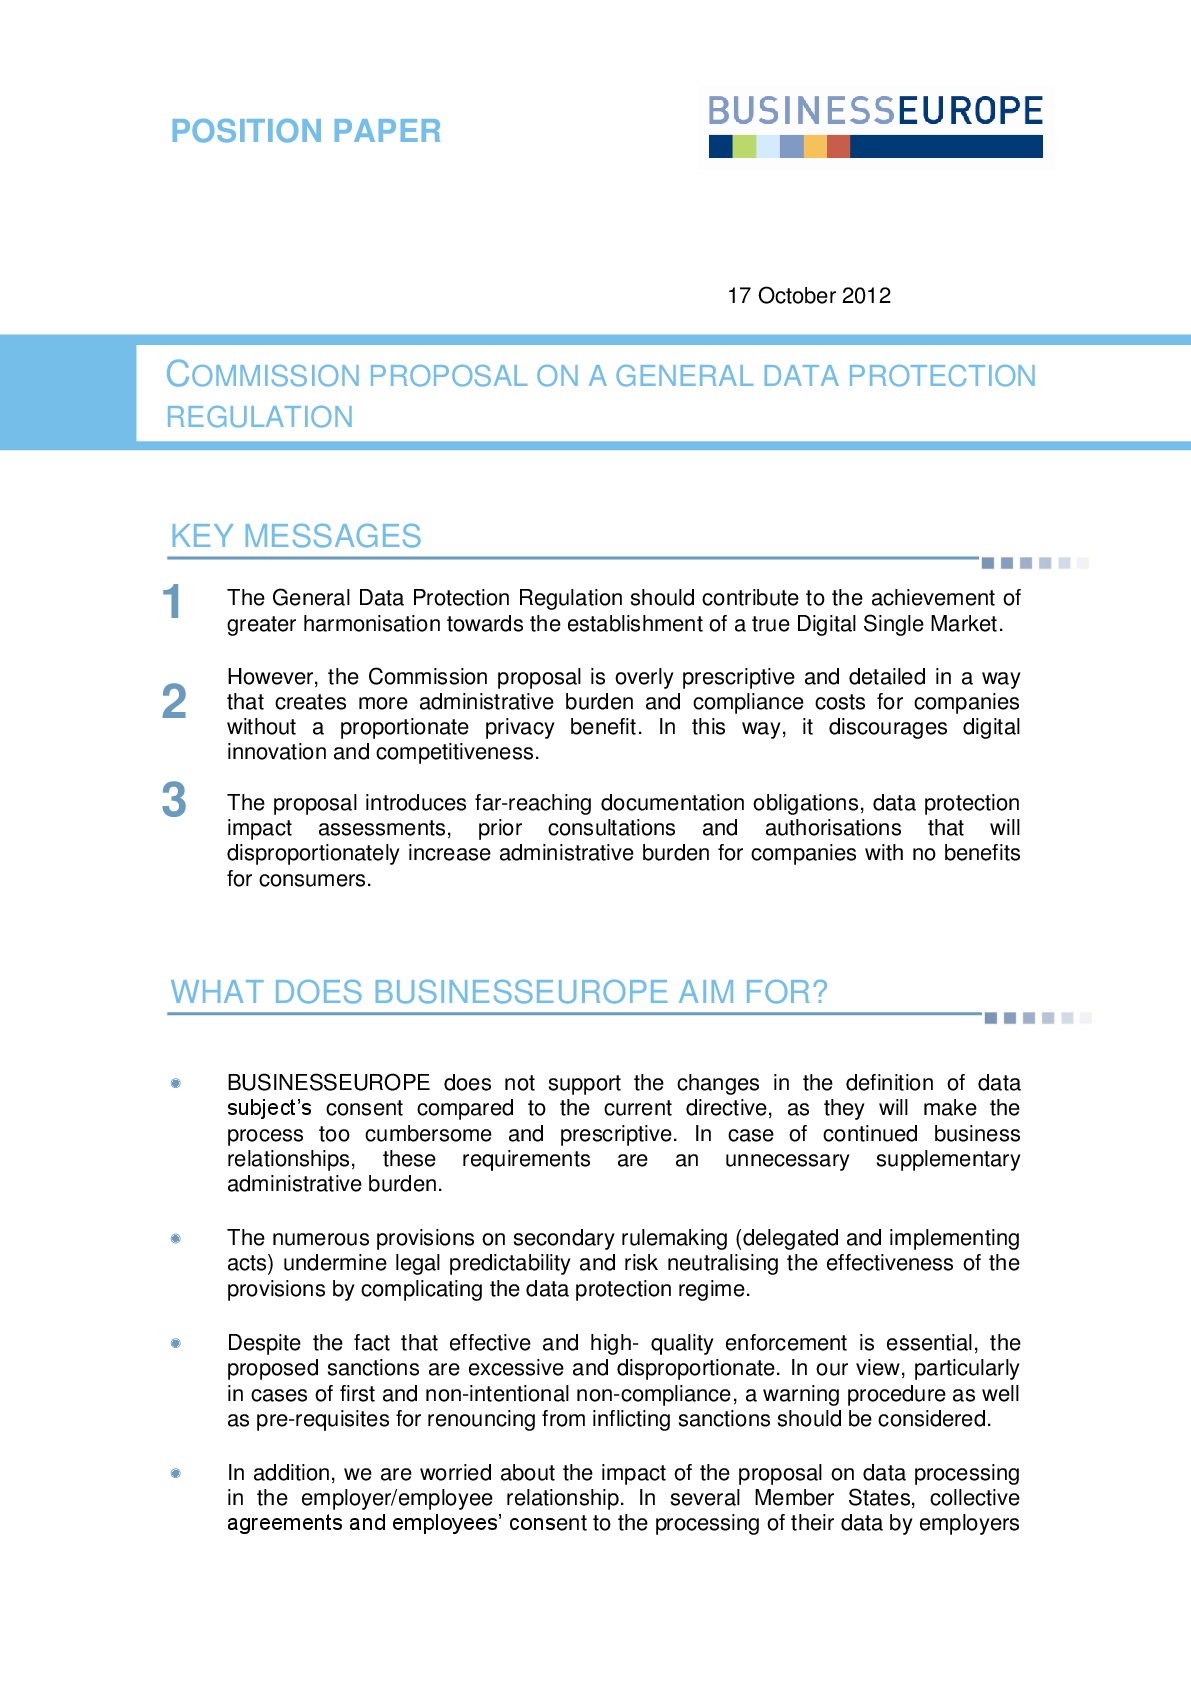 POSITION PAPER
BUSINESSEUROPE
17 October 2012
COMMISSION PROPOSAL ON A GENERAL DATA PROTECTION
REGULATION
KEY MESSAGES
1 The General Data Protection Regulation should contribute to the achievement of
greater harmonisation towards the establishment of a true Digital Single Market.
However, the Commission proposal is overly prescriptive and detailed in a way
2 that creates more administrative burden and compliance costs for companies
without a proportionate privacy benefit. In this way, it discourages digital
innovation and competitiveness.
3 The proposal introduces far-reaching documentation obligations, data protection
impact assessments, prior consultations and authorisations that will
disproportionately increase administrative burden for companies with no benefits
for consumers.
WHAT DOES BUSINESSEUROPE AIM FOR?
BUSINESSEUROPE does not support the changes in the definition of data
subject’s consent compared to the current directive, as they will make the
process too cumbersome and prescriptive. In case of continued business
relationships, these requirements are an unnecessary supplementary
administrative burden.
The numerous provisions on secondary rulemaking (delegated and implementing
acts) undermine legal predictability and risk neutralising the effectiveness of the
provisions by complicating the data protection regime.
Despite the fact that effective and high- quality enforcement is essential, the
proposed sanctions are excessive and disproportionate. In our view, particularly
in cases of first and non-intentional non-compliance, a warning procedure as well
as pre-requisites for renouncing from inflicting sanctions should be considered.
In addition, we are worried about the impact of the proposal on data processing
in the employer/employee relationship. In several Member States, collective
agreements and employees’ consent to the processing of their data by employers